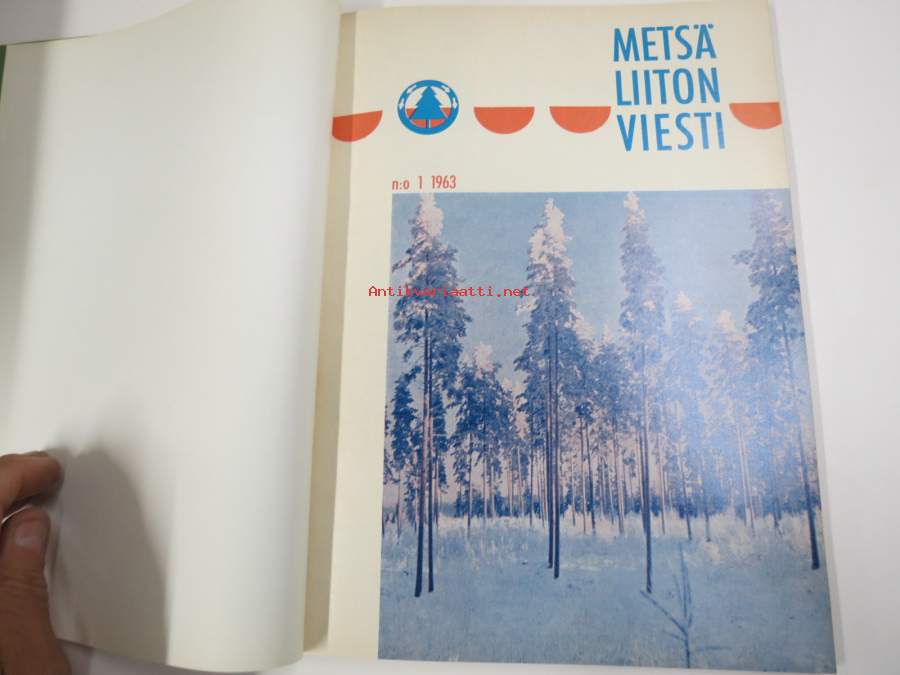 METSÄ
LIITON
VIESTI
n:o 1 1963
Antikvariaatti.net